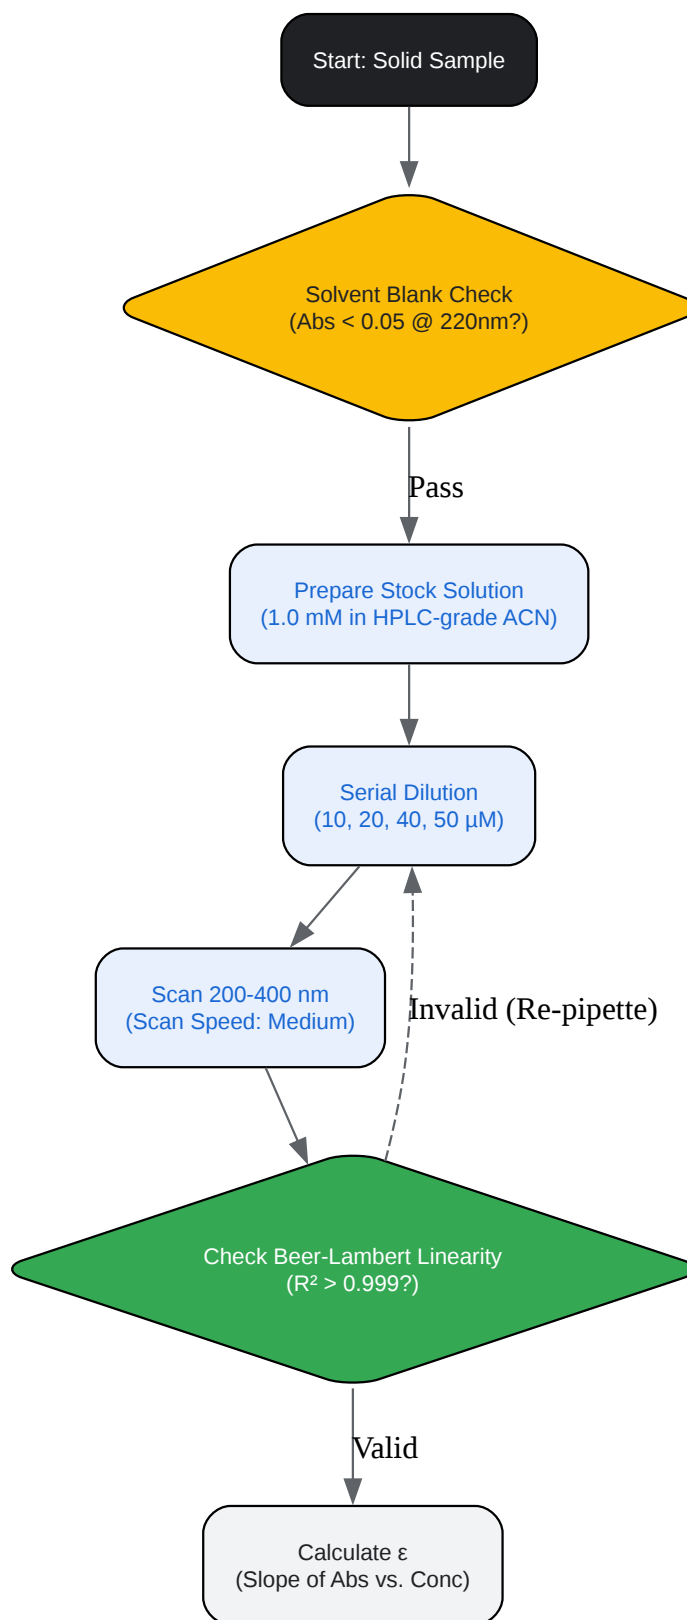 Start: Solid Sample
Solvent Blank Check
(Abs < 0.05 @ 220nm?)
Pass
Prepare Stock Solution
(1.0 mM in HPLC-grade ACN)
Serial Dilution
(10, 20, 40, 50 µM)
Scan 200-400 nm
(Scan Speed: Medium)
Invalid (Re-pipette)
Check Beer-Lambert Linearity
(R² > 0.999?)
Valid
Calculate ε
(Slope of Abs vs. Conc)